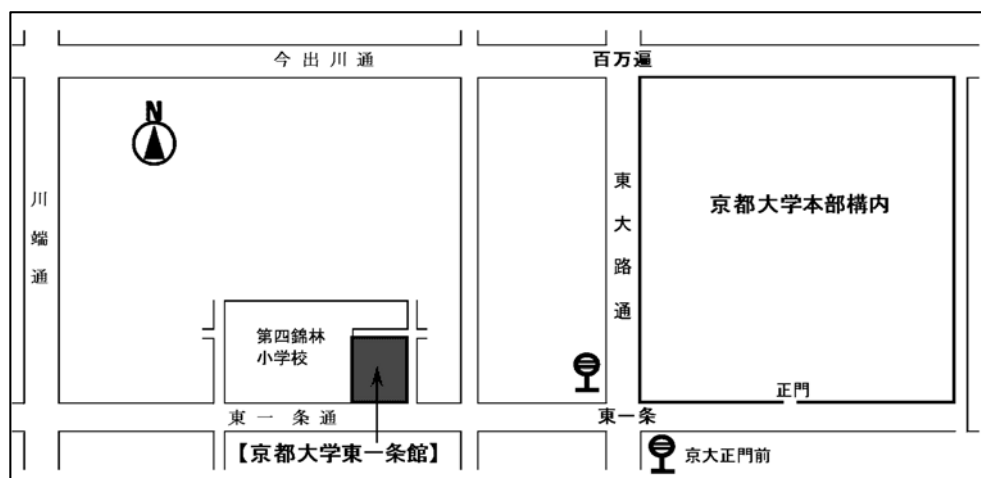 今出川通
百万遍
N
川端通
東大路通
京都大学本部構内
第四錦林
小学校
正門
東一条通
東一条
【京都大学東一条館】
京大正門前